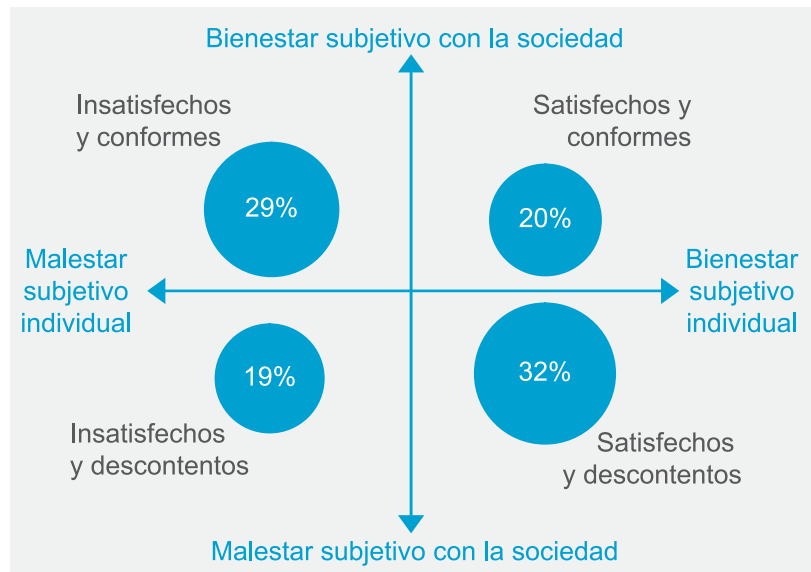 Bienestar subjetivo con la sociedad
Insatisfechos
y conformes
Satisfechos y
conformes
29%
20%
Malestar
subjetivo
individual
Bienestar
subjetivo
individual
19%
32%
Insatisfechos
y descontentos
Satisfechos
y descontentos
Malestar subjetivo con la sociedad